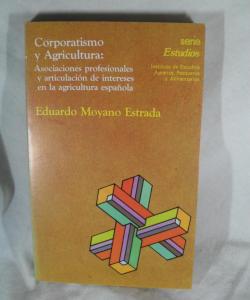 Corporatismo
y Agricultura:
Asociaciones profesionales
y articulación de intereses
en la agricultura española
Eduardo Moyano Estrada
serie
Estudios
Instituto de Estudios
Agrarios, Pesqueros
y Alimentarios